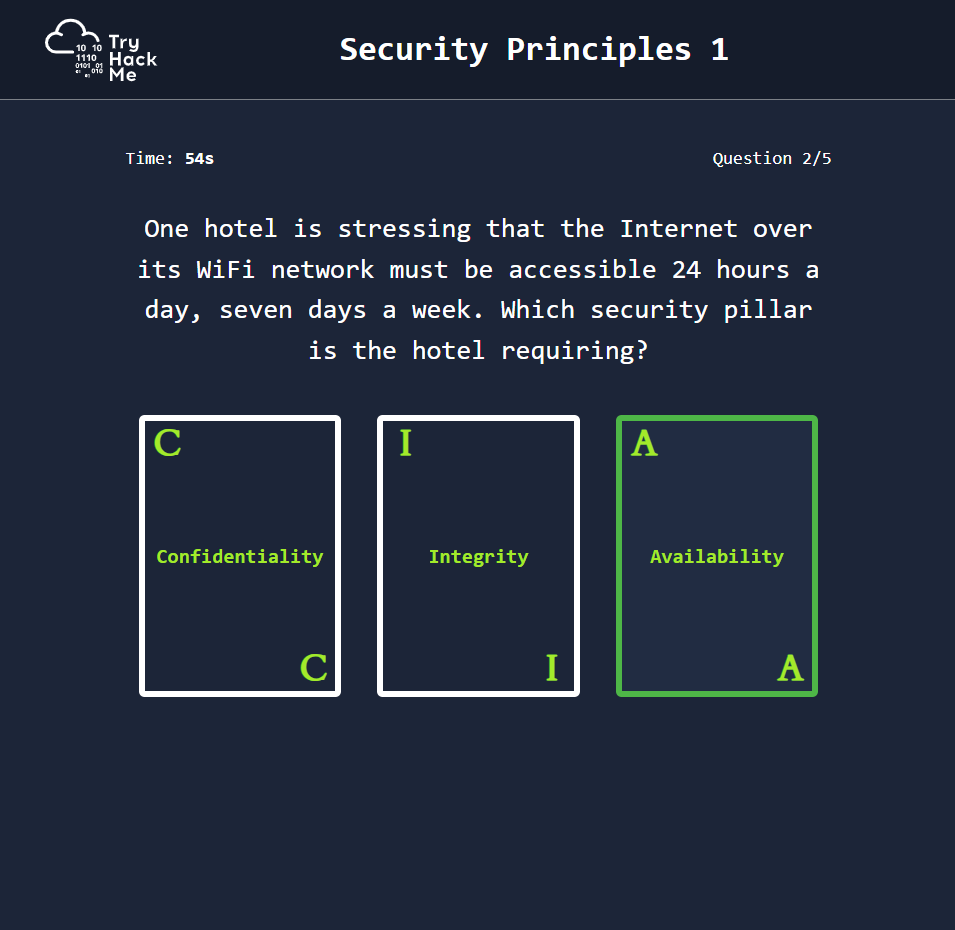 10 10
1110
0101 01
01 010
01
Try
Hack
Me
Security Principles 1
Time: 54s
Question 2/5
One hotel is stressing that the Internet over
its WiFi network must be accessible 24 hours a
day, seven days a week. Which security pillar
is the hotel requiring?
C
Confidentiality
C
I
Integrity
I
A
Availability
A